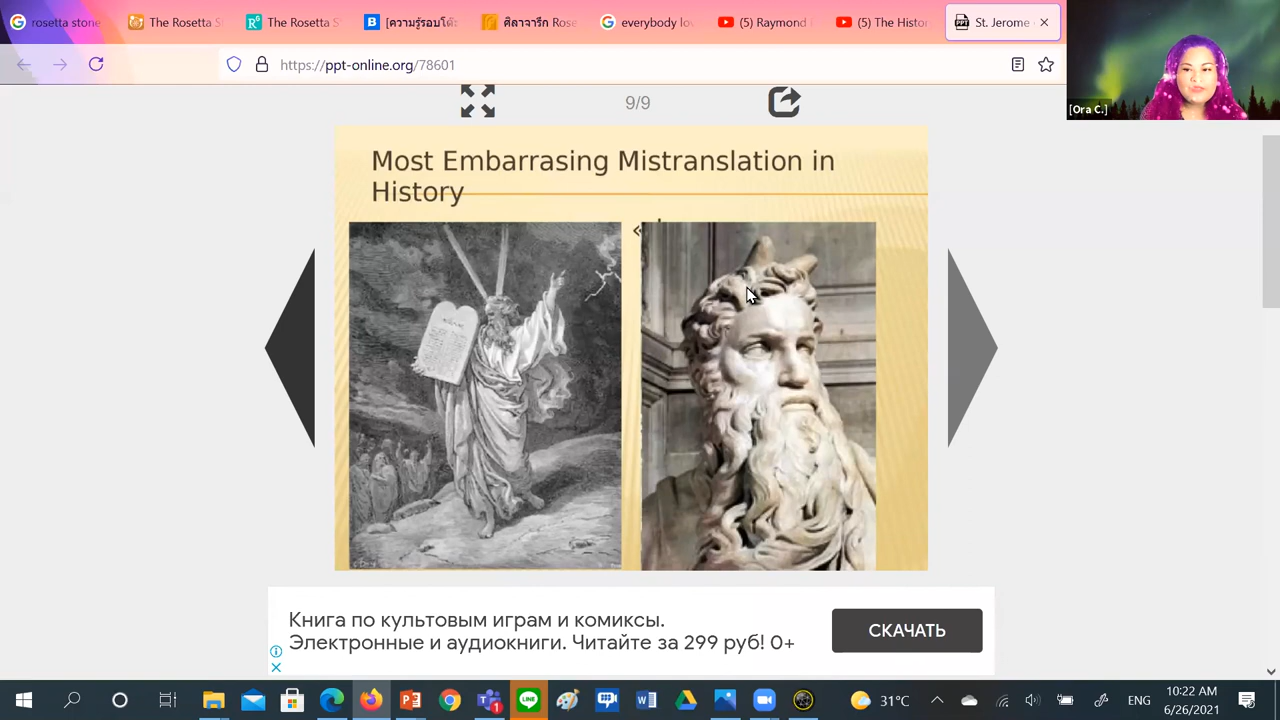 rosetta stone
The Rosetta S
The Rosetta S
[ความรู้รอบโต๊ะ
ศิลาจารึก Rose
everybody lo
(5) Raymond
(5) The Histo
St. Jerome
https://ppt-online.org/78601
[Ora C.]
9/9
Most Embarrasing Mistranslation in
History
«
Книга по культовым играм и комиксы.
Электронные и аудиокниги. Читайте за 299 руб! 0+
СКАЧАТЬ
31°C
ENG
10:22 AM
6/26/2021